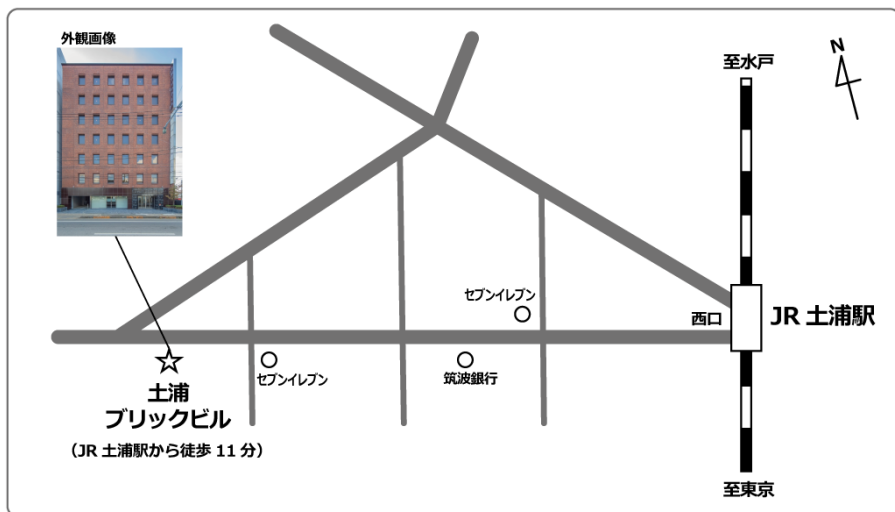 外観画像
至水戸
N
セブンイレブン
西口
JR 土浦駅
セブンイレブン
筑波銀行
土浦
ブリックビル
（JR 土浦駅から徒歩 11 分）
至東京